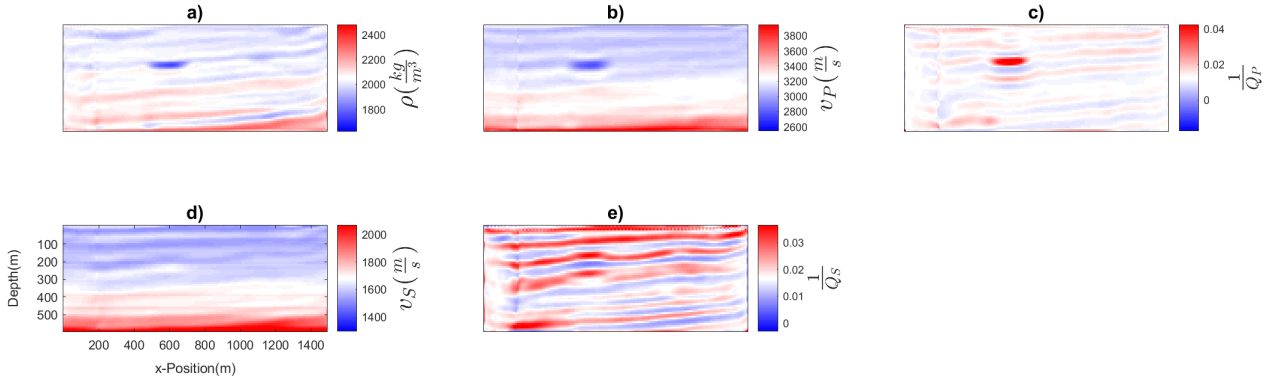 a)
2400
2200
2000
1800
ρ(kg/m³)
b)
3800
3600
3400
3200
3000
2800
2600
v_P(m/s)
c)
0.04
0.02
0
1/Q_P
d)
Depth(m)
100
200
300
400
500
200 400 600 800 1000 1200 1400
x-Position(m)
2000
1800
1600
1400
v_S(m/s)
e)
0.03
0.02
0.01
0
1/Q_S